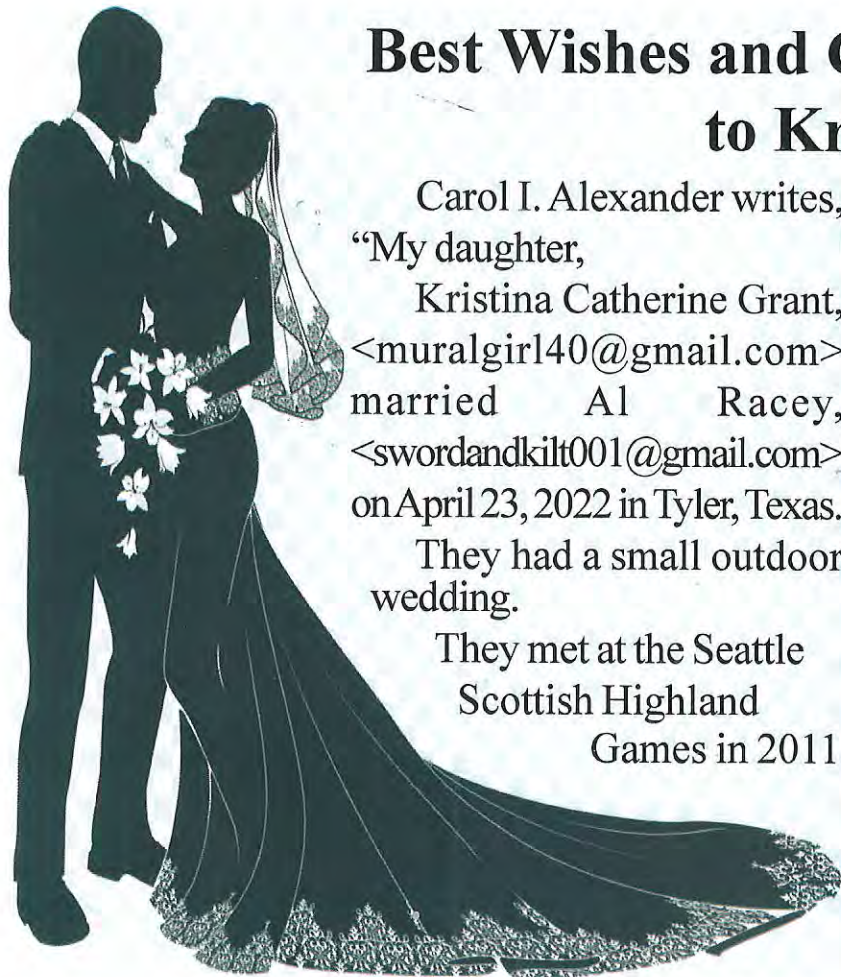 Best Wishes and
to Kr
Carol I. Alexander writes,
“My daughter,
Kristina Catherine Grant,
<muralgirl40@gmail.com>
married Al Racey,
<swordandkilt001@gmail.com>
on April 23, 2022 in Tyler, Texas.
They had a small outdoor
wedding.
They met at the Seattle
Scottish Highland
Games in 2011